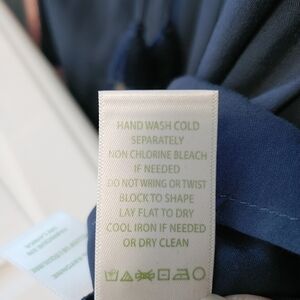 HAND WASH COLD
SEPARATELY
NON CHLORINE BLEACH
IF NEEDED
DO NOT WRING OR TWIST
BLOCK TO SHAPE
LAY FLAT TO DRY
COOL IRON IF NEEDED
OR DRY CLEAN